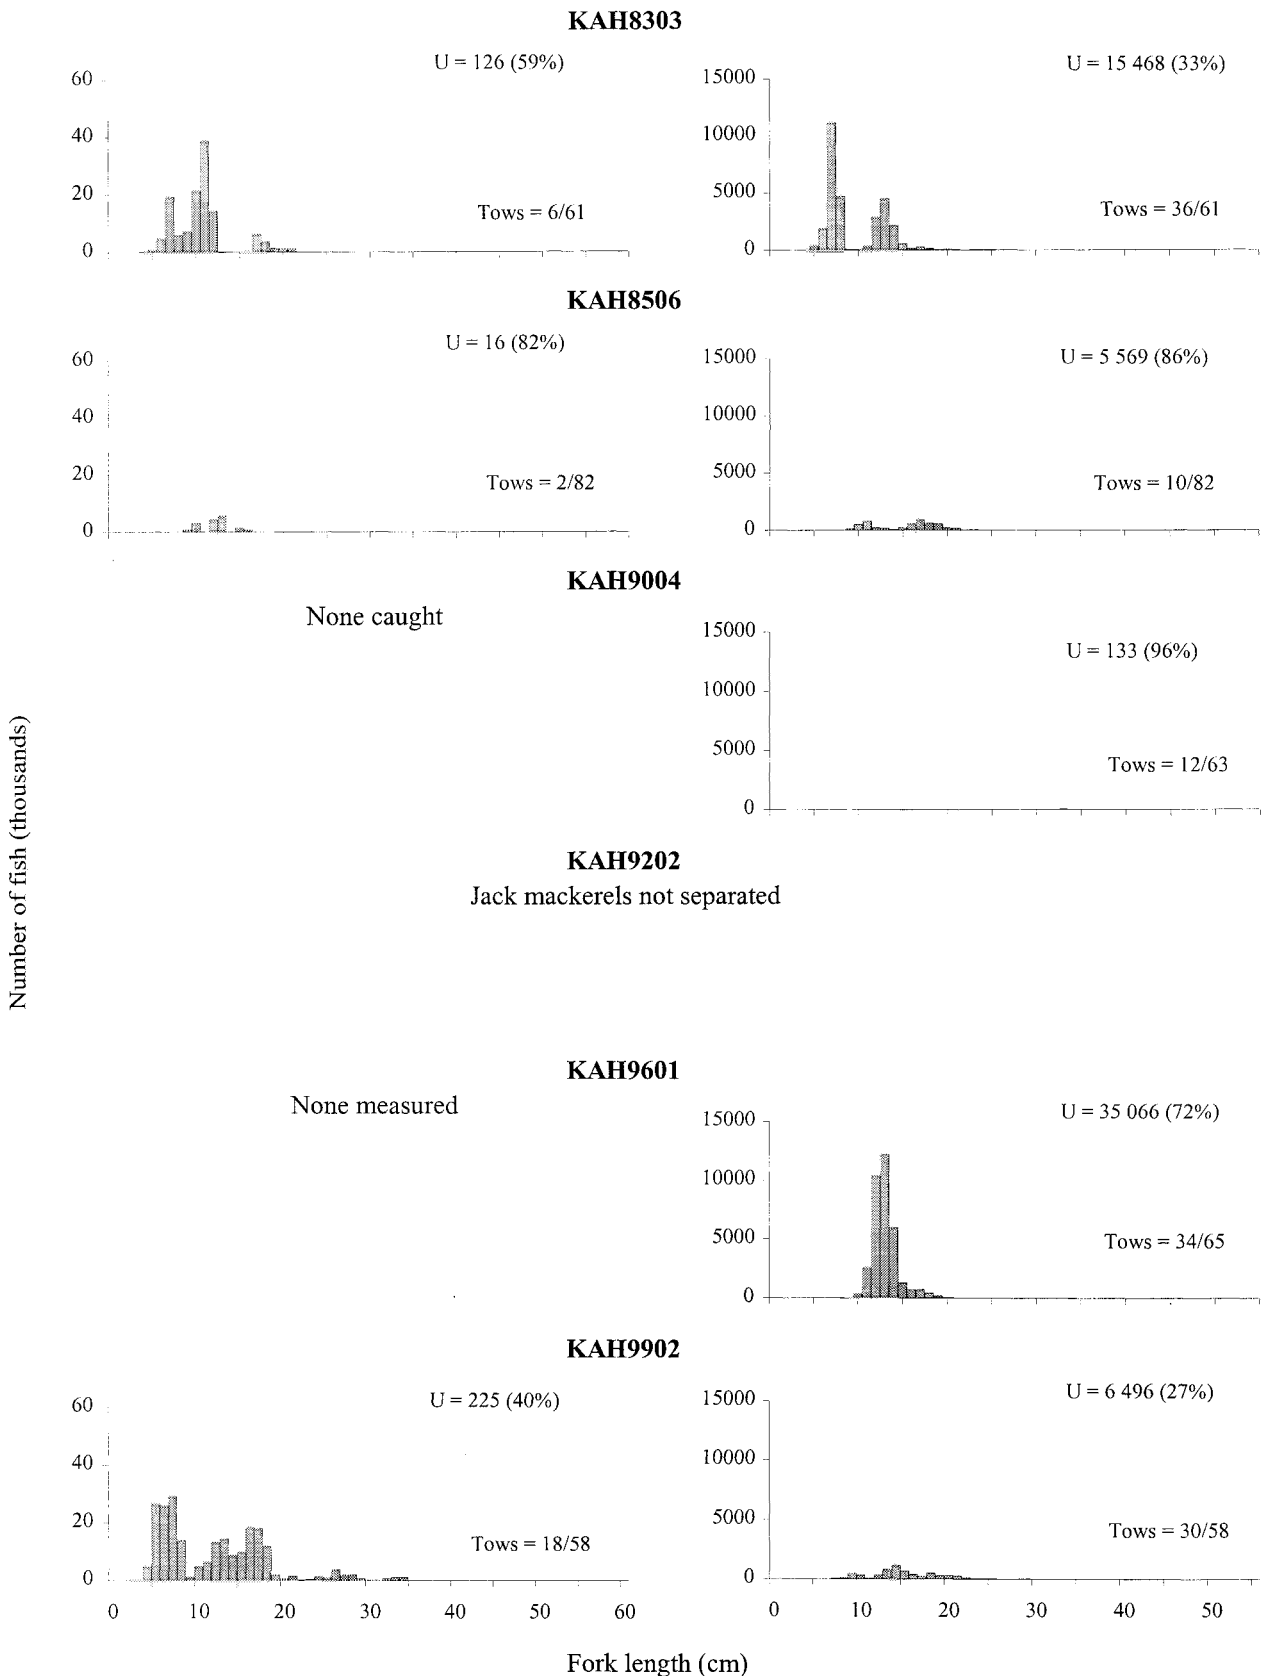 KAH8303
U = 126 (59%)
60
40
20
0
Tows = 6/61
U = 15 468 (33%)
15000
10000
5000
0
Tows = 36/61
KAH8506
U = 16 (82%)
60
40
20
0
Tows = 2/82
U = 5 569 (86%)
15000
10000
5000
0
Tows = 10/82
KAH9004
None caught
15000
10000
5000
0
U = 133 (96%)
Tows = 12/63
KAH9202
Jack mackerels not separated
Number of fish (thousands)
KAH9601
None measured
15000
10000
5000
0
U = 35 066 (72%)
Tows = 34/65
KAH9902
U = 225 (40%)
60
40
20
0
Tows = 18/58
0 10 20 30 40 50 60
U = 6 496 (27%)
15000
10000
5000
0
Tows = 30/58
0 10 20 30 40 50
Fork length (cm)